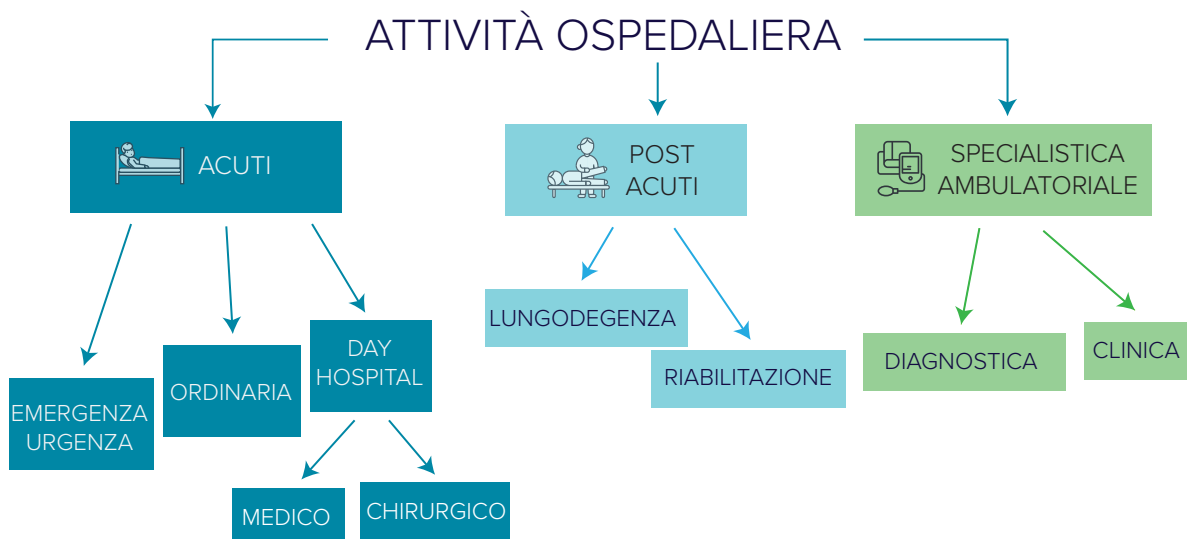 ATTIVITÀ OSPEDALIERA
ACUTI
POST
ACUTI
SPECIALISTICA
AMBULATORIALE
EMERGENZA
URGENZA
ORDINARIA
DAY
HOSPITAL
MEDICO
CHIRURGICO
LUNGODEGENZA
RIABILITAZIONE
DIAGNOSTICA
CLINICA